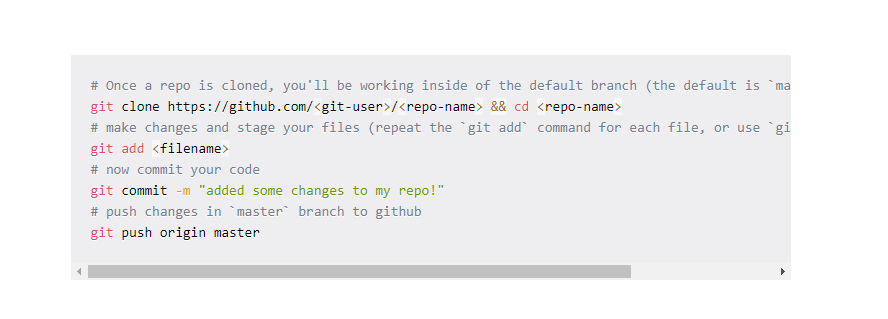 # Once a repo is cloned, you'll be working inside of the default branch (the default is `ma
git clone https://github.com/<git-user>/<repo-name> && cd <repo-name>
# make changes and stage your files (repeat the `git add` command for each file, or use `gi
git add <filename>
# now commit your code
git commit -m "added some changes to my repo!"
# push changes in `master` branch to github
git push origin master